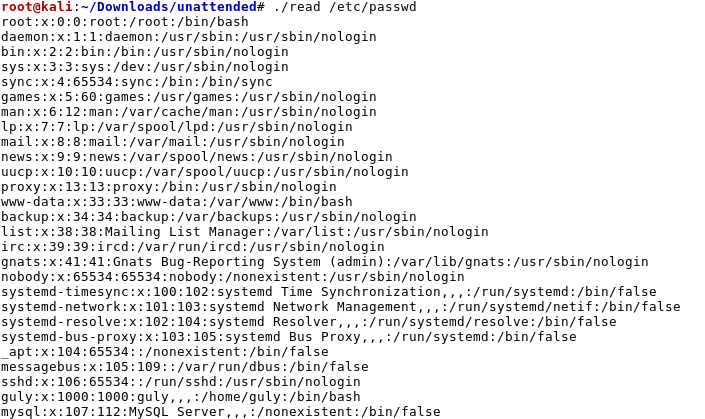 root@kali:~/Downloads/unattended# ./read /etc/passwd
root:x:0:0:root:/root:/bin/bash
daemon:x:1:1:daemon:/usr/sbin:/usr/sbin/nologin
bin:x:2:2:bin:/bin:/usr/sbin/nologin
sys:x:3:3:sys:/dev:/usr/sbin/nologin
sync:x:4:65534:sync:/bin:/bin/sync
games:x:5:60:games:/usr/games:/usr/sbin/nologin
man:x:6:12:man:/var/cache/man:/usr/sbin/nologin
lp:x:7:7:lp:/var/spool/lpd:/usr/sbin/nologin
mail:x:8:8:mail:/var/mail:/usr/sbin/nologin
news:x:9:9:news:/var/spool/news:/usr/sbin/nologin
uucp:x:10:10:uucp:/var/spool/uucp:/usr/sbin/nologin
proxy:x:13:13:proxy:/bin:/usr/sbin/nologin
www-data:x:33:33:www-data:/var/www:/bin/bash
backup:x:34:34:backup:/var/backups:/usr/sbin/nologin
list:x:38:38:Mailing List Manager:/var/list:/usr/sbin/nologin
irc:x:39:39:ircd:/var/run/ircd:/usr/sbin/nologin
gnats:x:41:41:Gnats Bug-Reporting System (admin):/var/lib/gnats:/usr/sbin/nologin
nobody:x:65534:65534:nobody:/nonexistent:/usr/sbin/nologin
systemd-timesync:x:100:102:systemd Time Synchronization,,,:/run/systemd:/bin/false
systemd-network:x:101:103:systemd Network Management,,,:/run/systemd/netif:/bin/false
systemd-resolve:x:102:104:systemd Resolver,,,:/run/systemd/resolve:/bin/false
systemd-bus-proxy:x:103:105:systemd Bus Proxy,,,:/run/systemd:/bin/false
_apt:x:104:65534::/nonexistent:/bin/false
messagebus:x:105:109::/var/run/dbus:/bin/false
sshd:x:106:65534::/run/sshd:/usr/sbin/nologin
guly:x:1000:1000:guly,,,:/home/guly:/bin/bash
mysql:x:107:112:MySQL Server,,,:/nonexistent:/bin/false